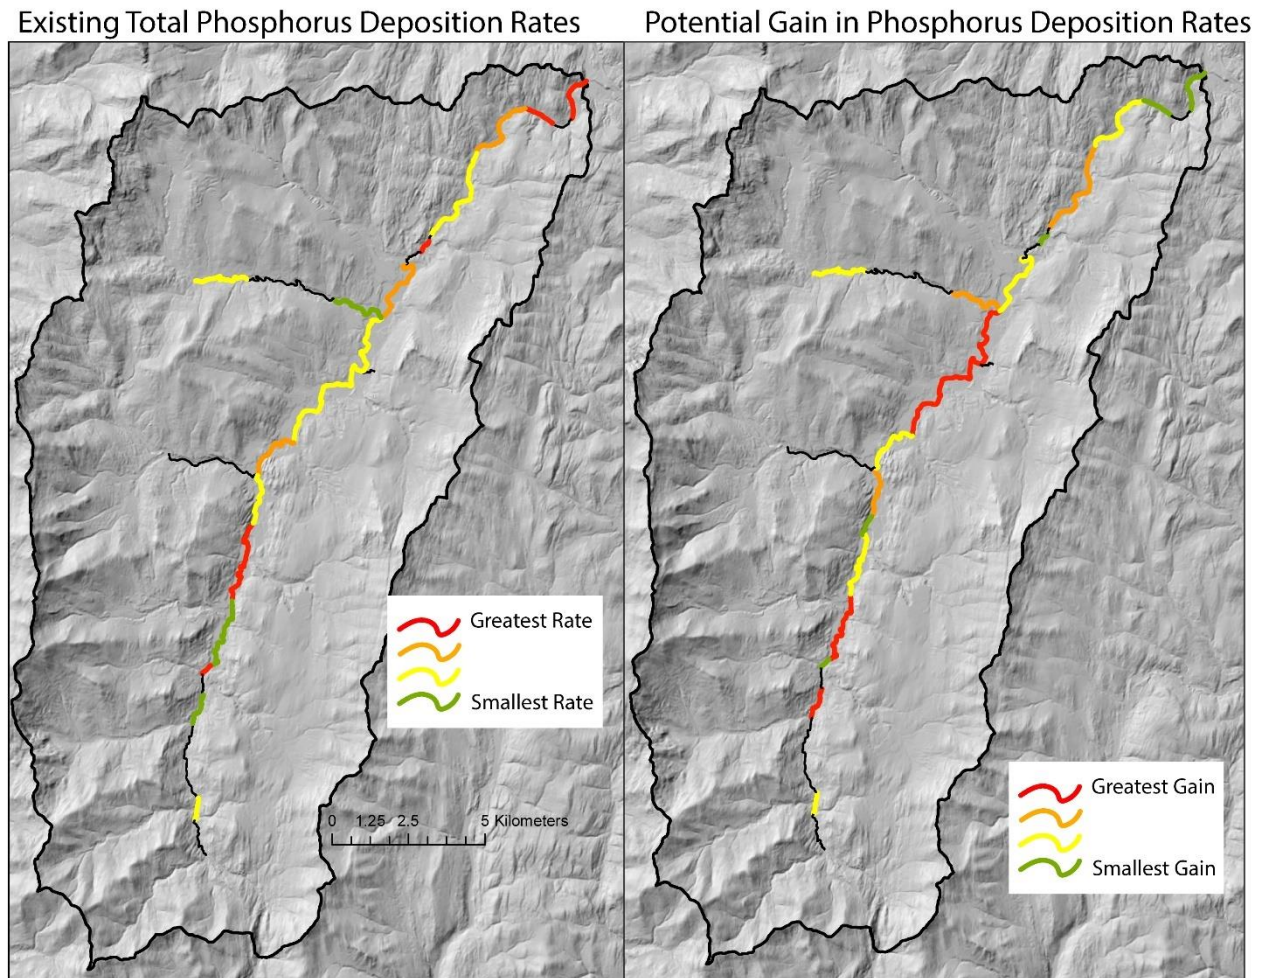 Existing Total Phosphorus Deposition Rates
Potential Gain in Phosphorus Deposition Rates
Greatest Rate
Smallest Rate
0 1.25 2.5 5 Kilometers
Greatest Gain
Smallest Gain